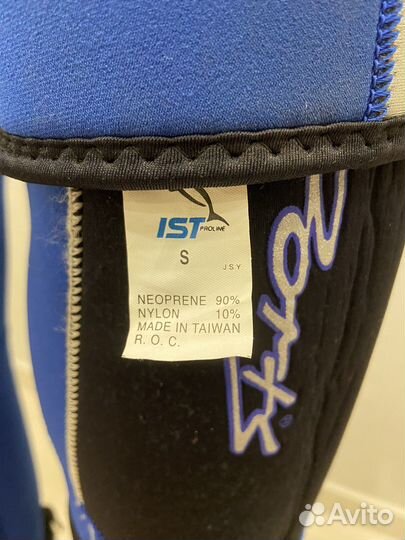 IST PROLINE
S
JSY
NEOPRENE 90%
NYLON 10%
MADE IN TAIWAN
R. O. C.
®
Avito